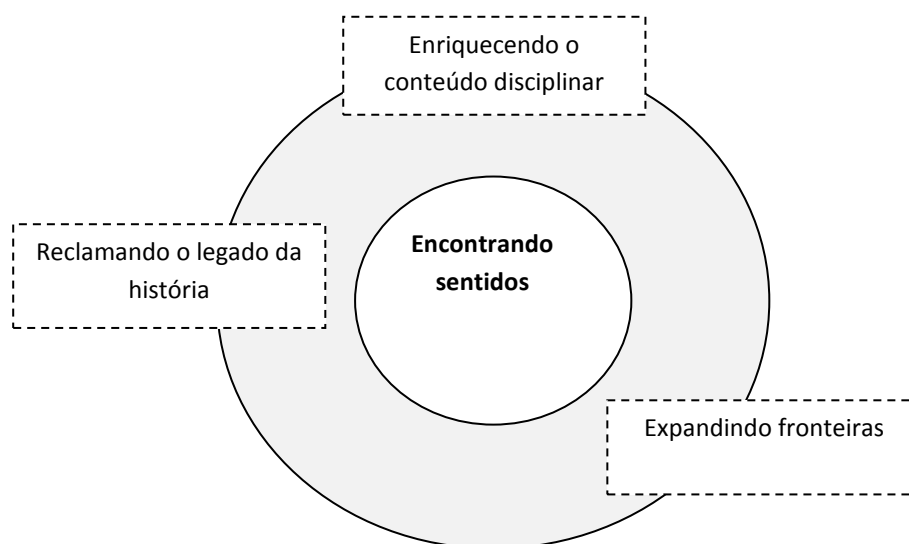 Enriquecendo o
conteúdo disciplinar
Reclamando o legado da
história
Encontrando
sentidos
Expandindo fronteiras